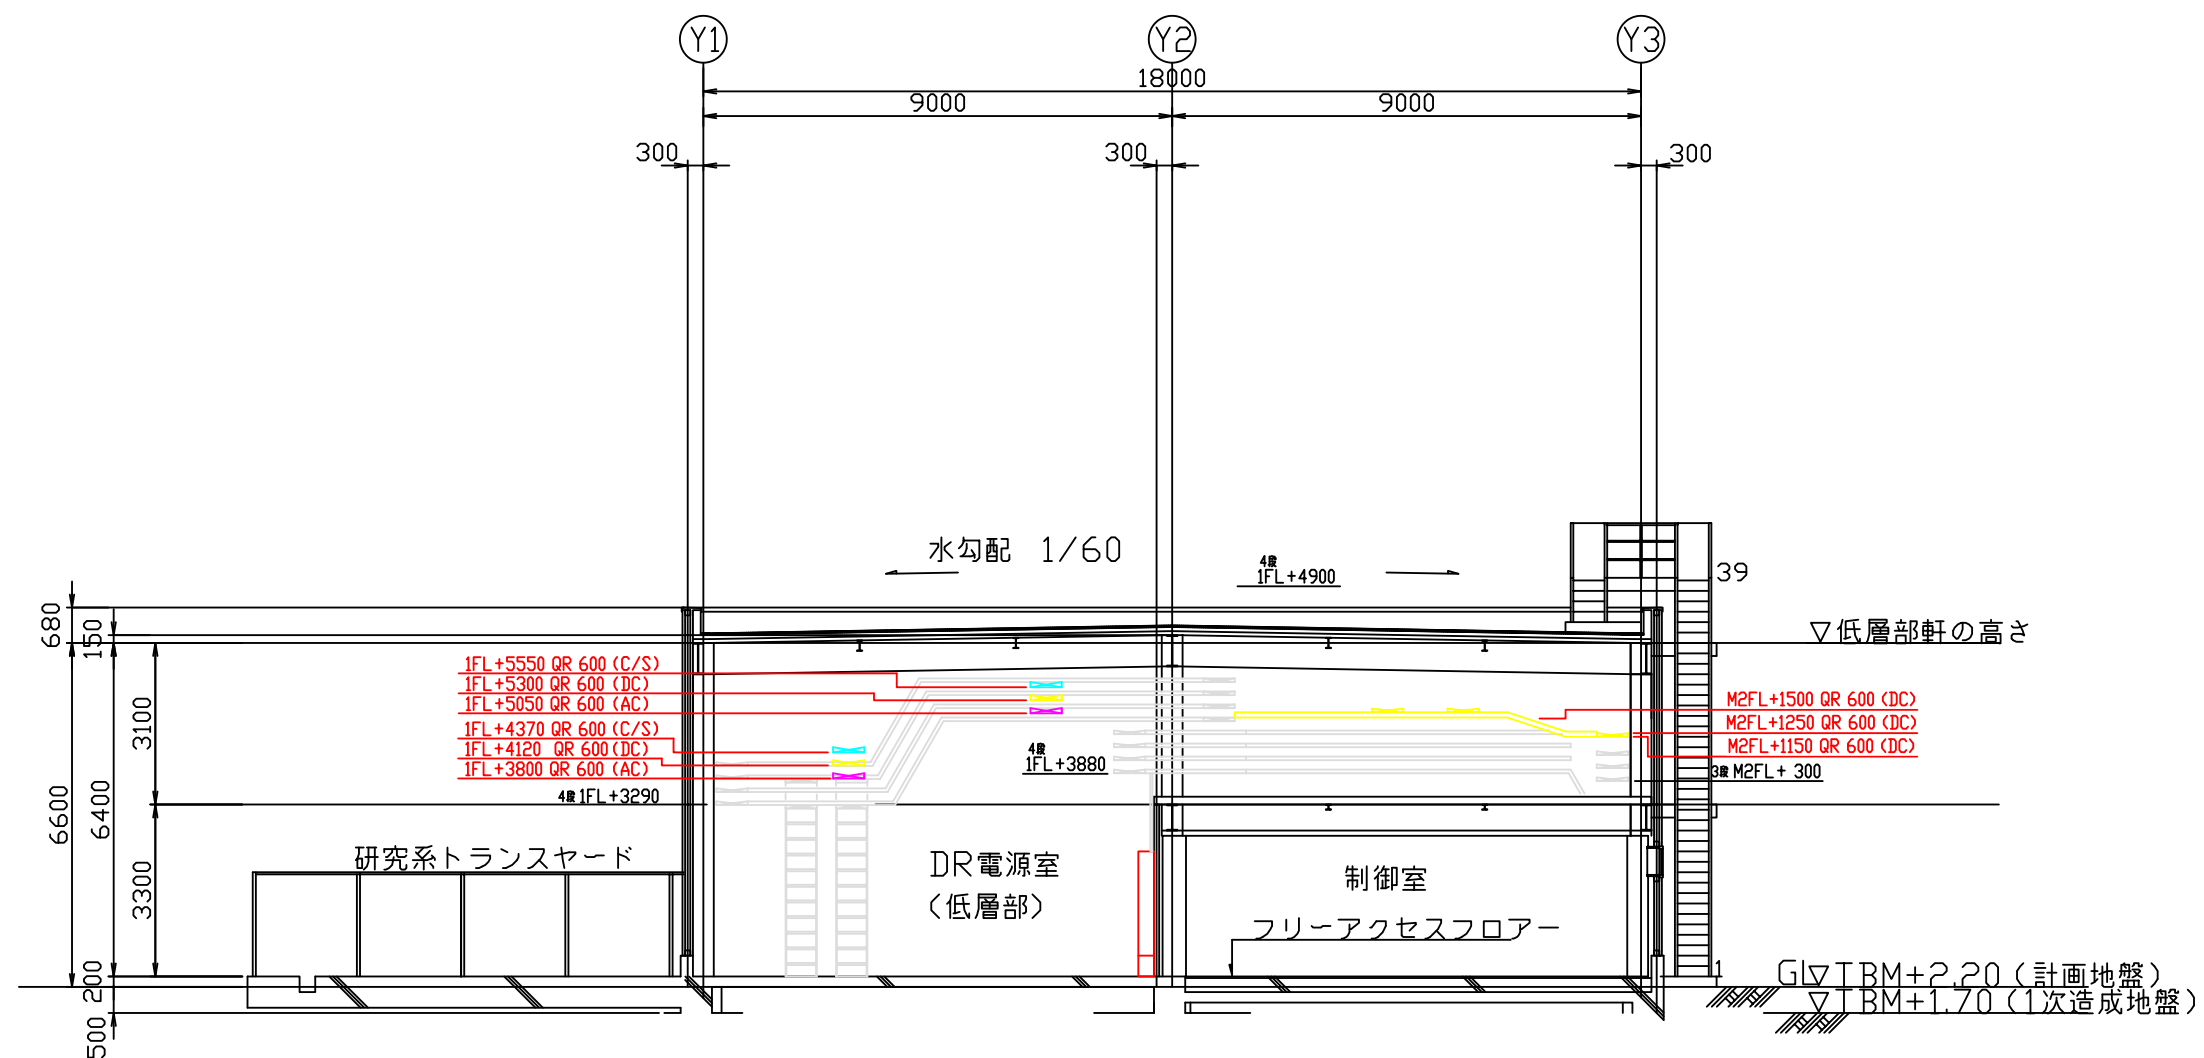 Y1
Y2
Y3
18000
9000
9000
300
300
300
水勾配 1/60
4段
1FL+4900
39
680
150
▽低層部軒の高さ
1FL+5550 QR 600 (C/S)
1FL+5300 QR 600 (DC)
1FL+5050 QR 600 (AC)
1FL+4370 QR 600 (C/S)
1FL+4120 QR 600 (DC)
1FL+3800 QR 600 (AC)
4段 1FL+3290
4段
1FL+3880
M2FL+1500 QR 600 (DC)
M2FL+1250 QR 600 (DC)
M2FL+1150 QR 600 (DC)
3段 M2FL+ 300
3100
6600
6400
3300
200
500
研究系トランスヤード
DR電源室
(低層部)
制御室
フリーアクセスフロアー
1
GL▽TBM+2.20 (計画地盤)
▽TBM+1.70 (1次造成地盤)